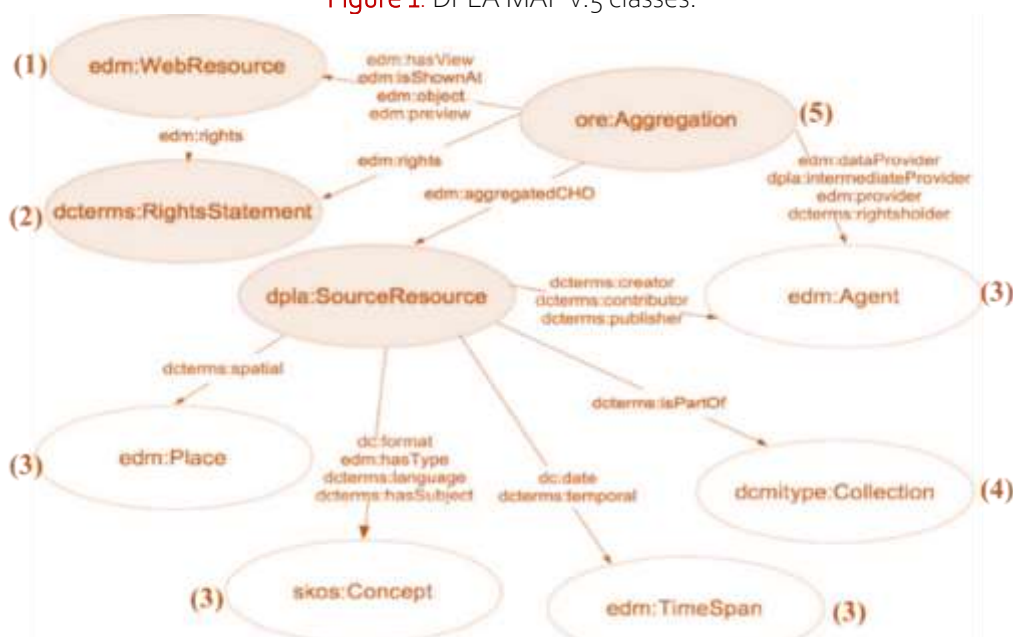 Figure 1. DPLA MAP v.5 classes.
(1)
edm:WebResource
edm:hasView
edm:isShownAt
edm:object
edm:preview
ore:Aggregation
(5)
edm:rights
edm:rights
edm:dataProvider
dpla:intermediateProvider
edm:provider
dcterms:rightsholder
edm:aggregatedCHO
(2)
dcterms:RightsStatement
dpla:SourceResource
dcterms:creator
dcterms:contributor
dcterms:publisher
edm:Agent
(3)
dcterms:spatial
dcterms:isPartOf
(3)
edm:Place
dc:format
edm:hasType
dcterms:language
dcterms:hasSubject
dc:date
dcterms:temporal
dcmitype:Collection
(4)
(3)
skos:Concept
edm:TimeSpan
(3)